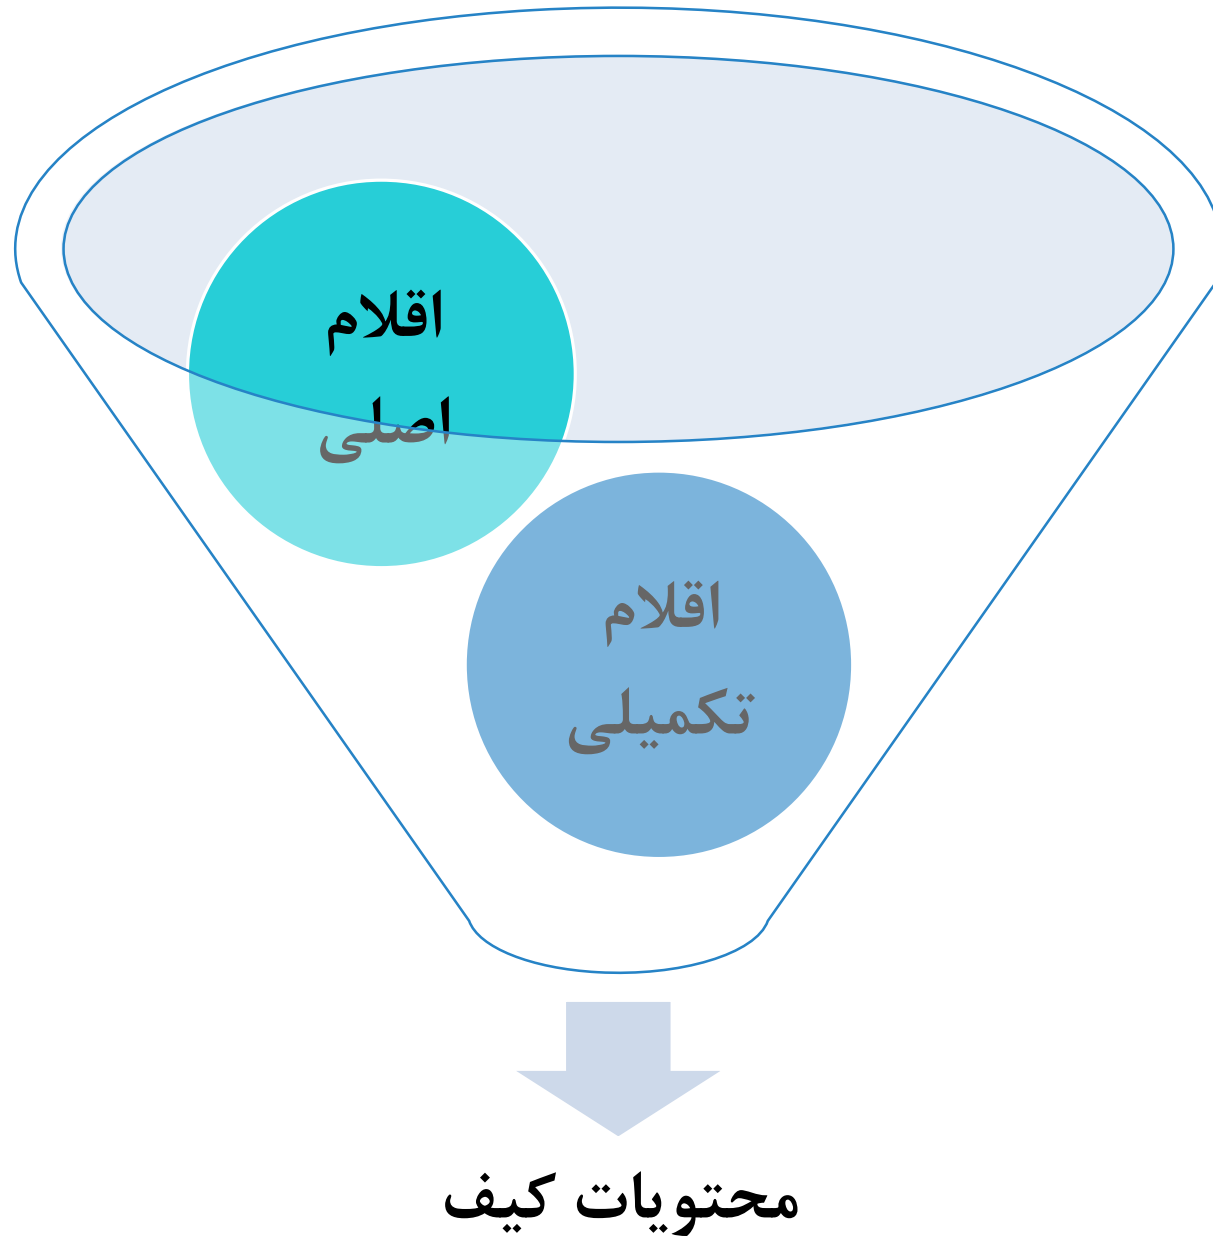 اقلام
اصلی
اقلام
تکمیلی
محتویات کیف